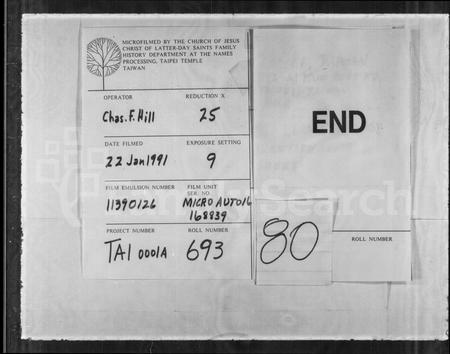 MICROFILMED BY THE CHURCH OF JESUS
CHRIST OF LATTER-DAY SAINTS FAMILY
HISTORY DEPARTMENT AT THE NAMES
PROCESSING, TAIPEI TEMPLE
TAIWAN
OPERATOR REDUCTION X
Chas. F. Hill 25
DATE FILMED EXPOSURE SETTING
22 Jan 1991 9
FILM EMULSION NUMBER FILM UNIT
SER. NO.
11390126 MICRO AUTO16
168839
PROJECT NUMBER ROLL NUMBER
TAI 0001A 693
END
80
ROLL NUMBER
FamilySearch